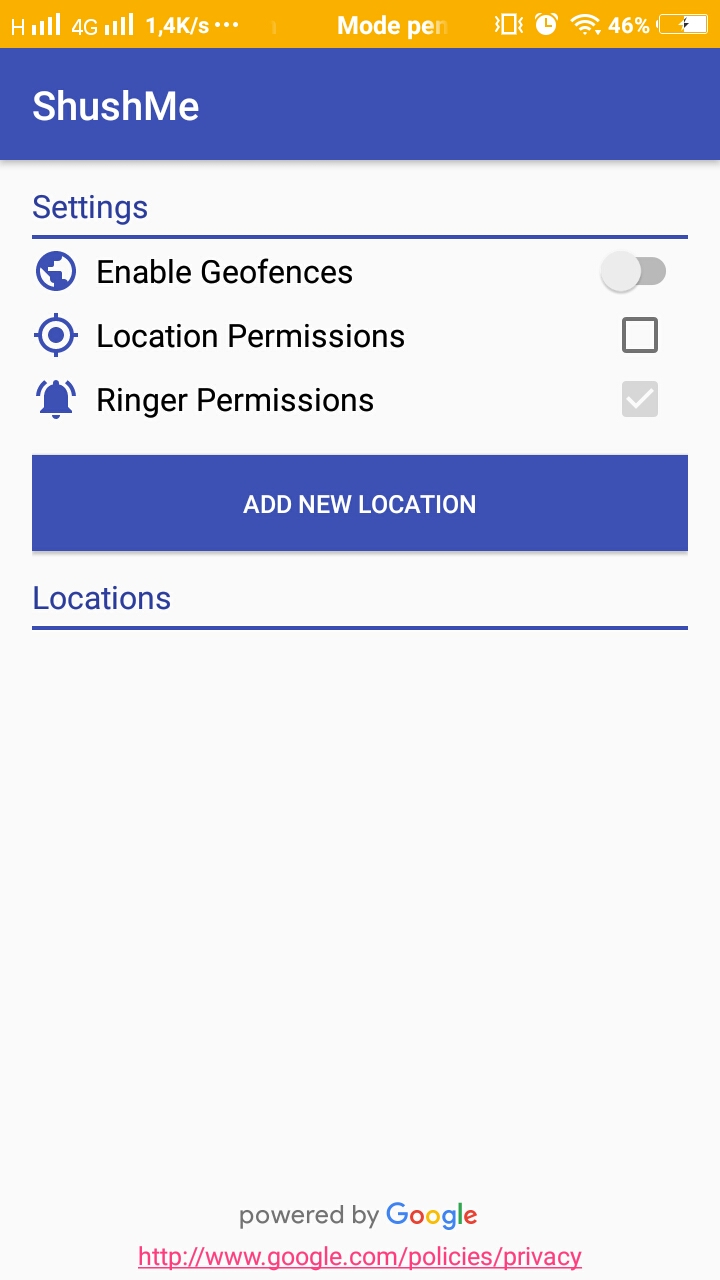 H 4G 1,4K/s ··· Mode 46%
ShushMe
Settings
Enable Geofences
Location Permissions
Ringer Permissions
ADD NEW LOCATION
Locations
powered by Google
http://www.google.com/policies/privacy